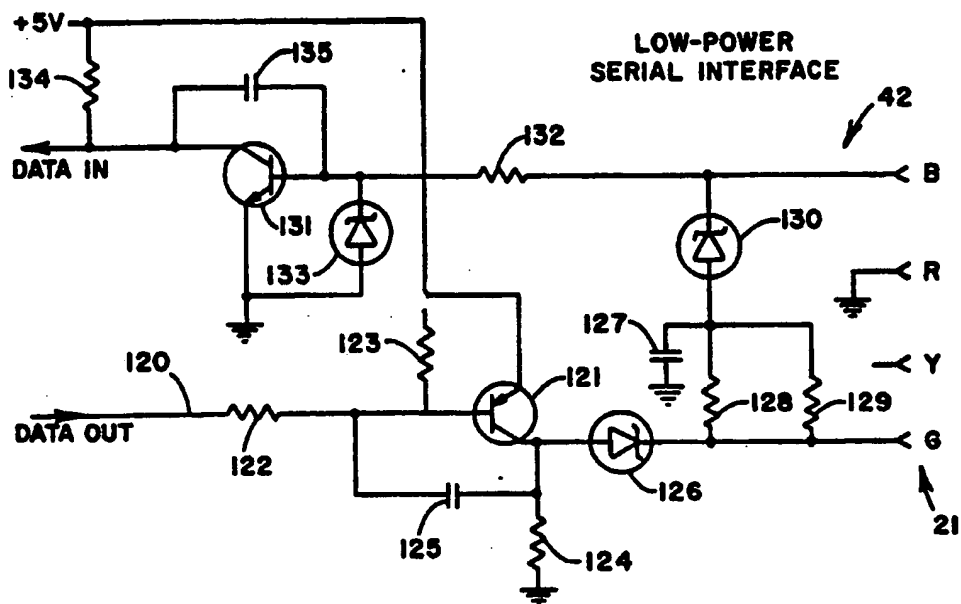 +5V
134
135
LOW-POWER
SERIAL INTERFACE
42
DATA IN
131
132
B
133
130
R
127
123
120
121
Y
DATA OUT
122
128
129
G
126
125
124
21